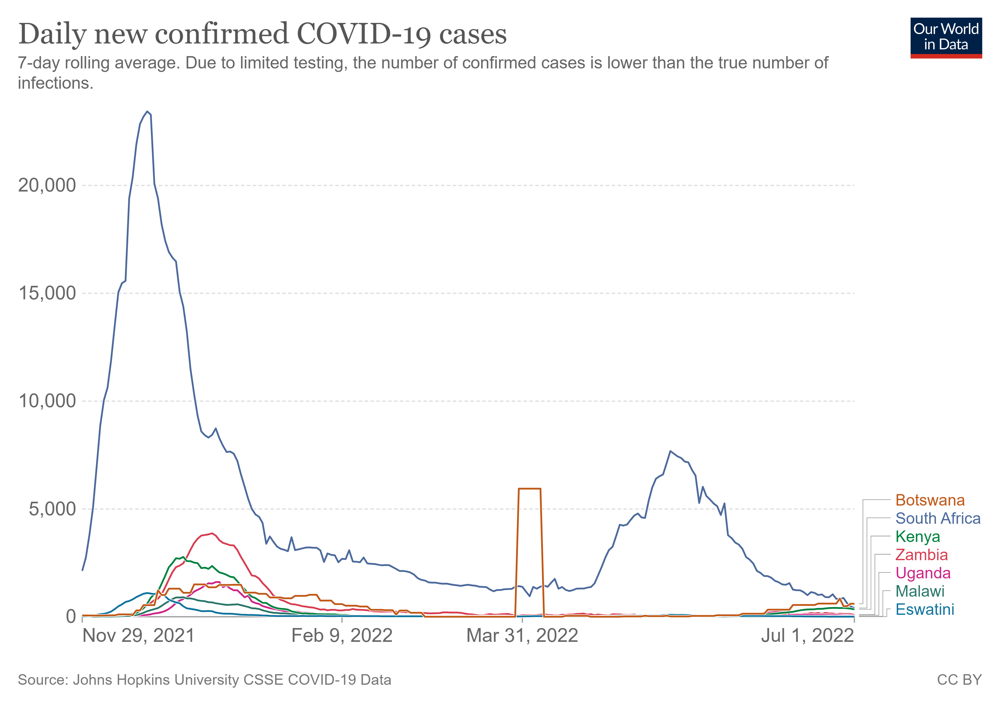 Daily new confirmed COVID-19 cases
Our World
in Data
7-day rolling average. Due to limited testing, the number of confirmed cases is lower than the true number of
infections.
20,000
15,000
10,000
5,000
0
Botswana
South Africa
Kenya
Zambia
Uganda
Malawi
Eswatini
Nov 29, 2021
Feb 9, 2022
Mar 31, 2022
Jul 1, 2022
Source: Johns Hopkins University CSSE COVID-19 Data
CC BY